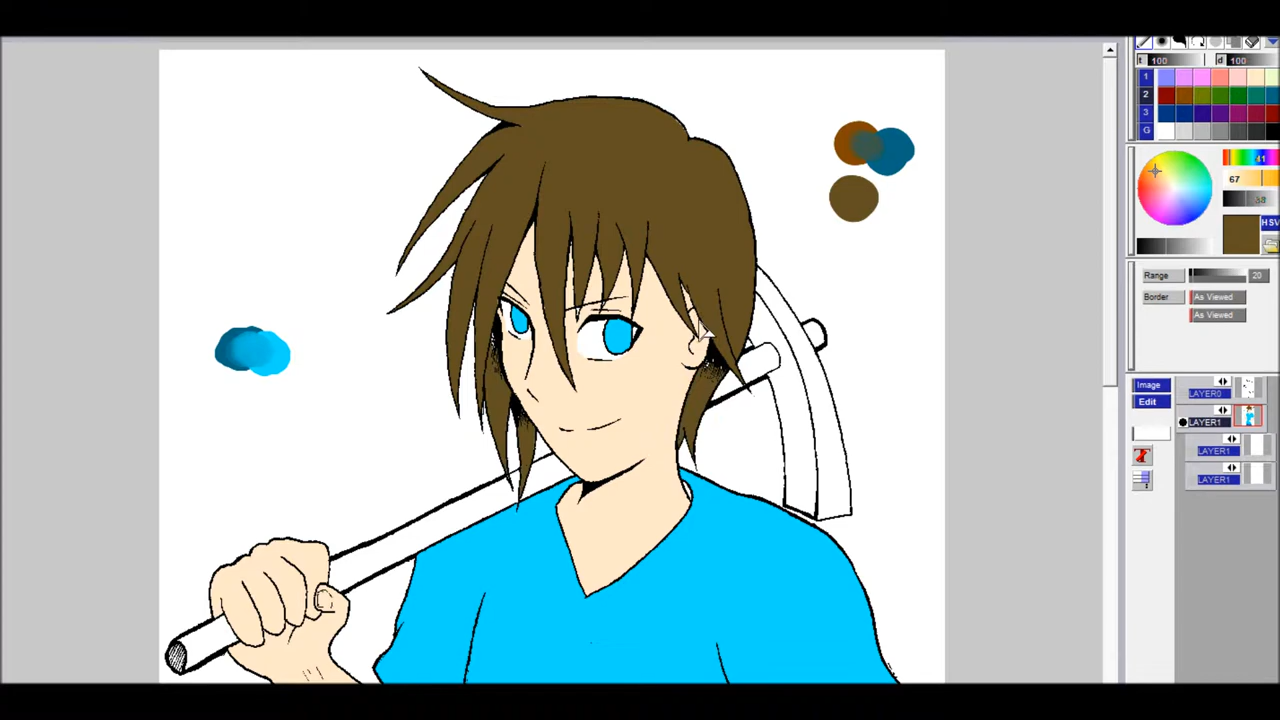 t 100 d 100
1
2
3
G
41
67
38
HSV
Range 20
Border As Viewed
As Viewed
Image
LAYER0
Edit
LAYER1
LAYER1
LAYER1